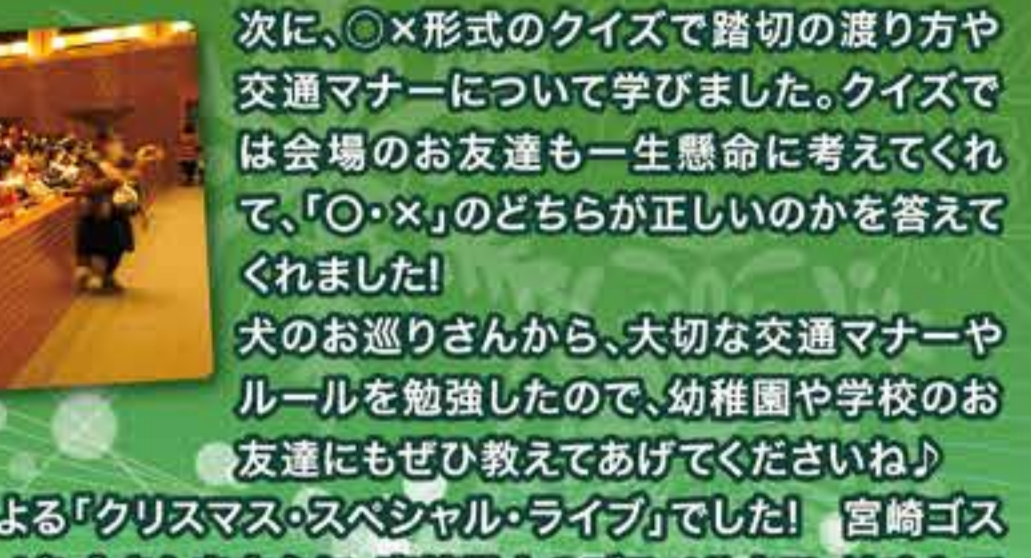 次に、○×形式のクイズで踏切の渡り方や
交通マナーについて学びました。クイズで
は会場のお友達も一生懸命に考えてくれ
て、「○・×」のどちらが正しいのかを答えて
くれました!
犬のお巡りさんから、大切な交通マナーや
ルールを勉強したので、幼稚園や学校のお
友達にもぜひ教えてあげてくださいね♪
よる「クリスマス・スペシャル・ライブ」でした! 宮崎ゴス